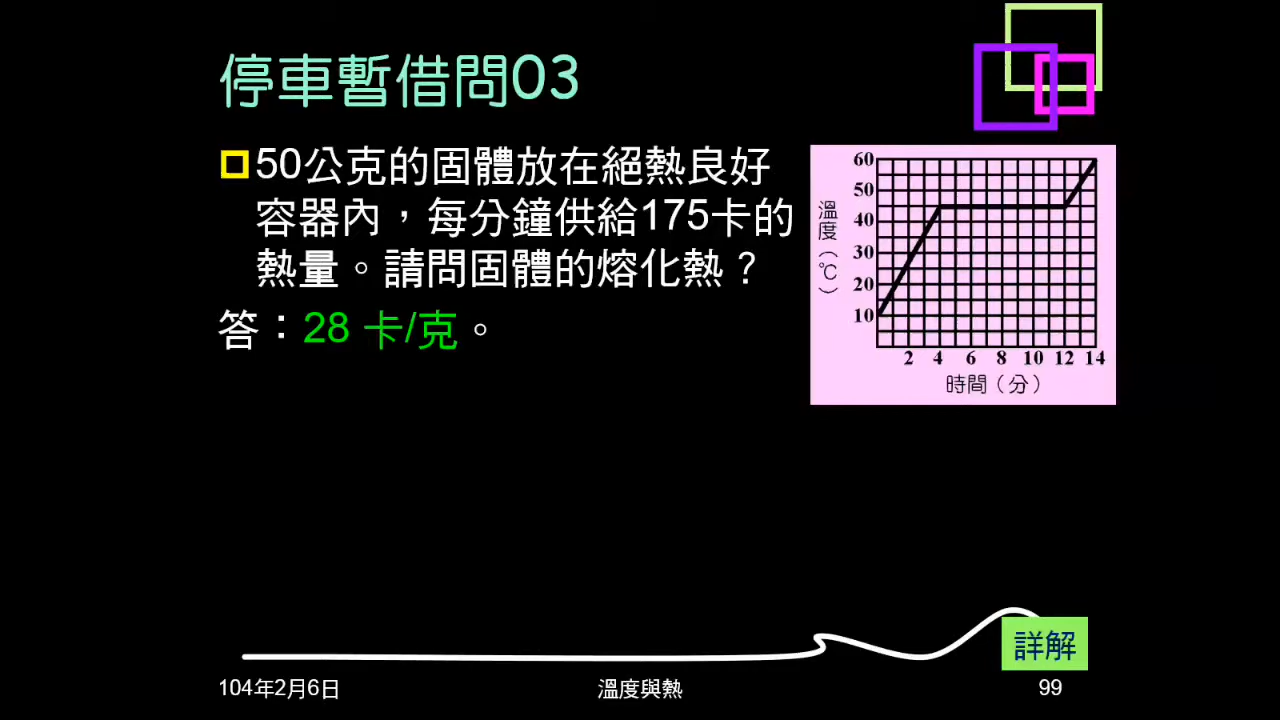 停車暫借問03
50公克的固體放在絕熱良好
容器內，每分鐘供給175卡的
熱量。請問固體的熔化熱？
答：28 卡/克。
溫度（℃）
60
50
40
30
20
10
2 4 6 8 10 12 14
時間（分）
詳解
104年2月6日 溫度與熱 99